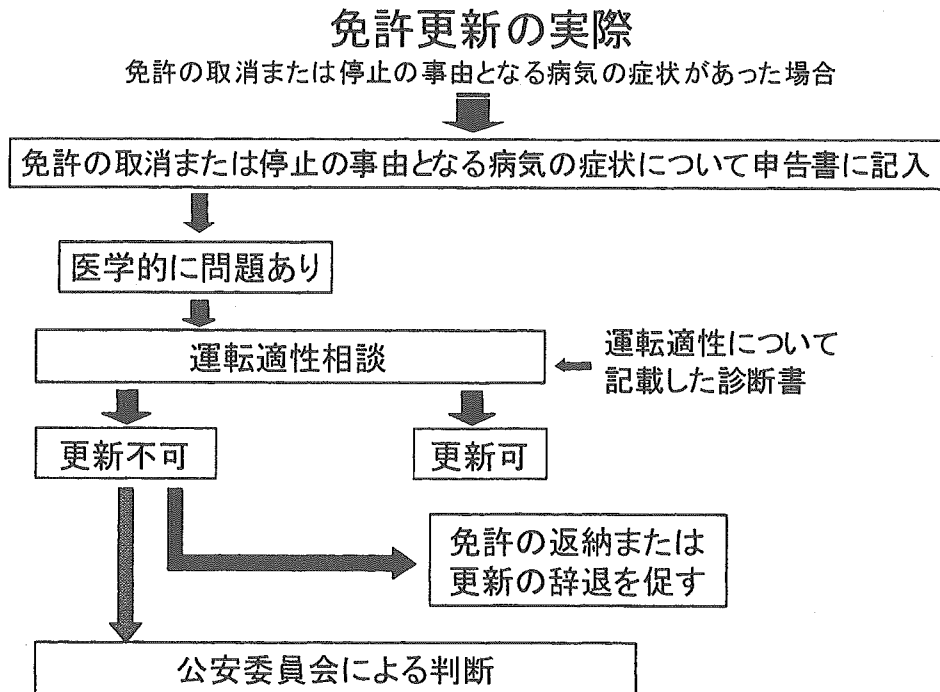 免許更新の実際
免許の取消または停止の事由となる病気の症状があった場合
免許の取消または停止の事由となる病気の症状について申告書に記入
医学的に問題あり
運転適性相談
運転適性について
記載した診断書
更新不可
更新可
免許の返納または
更新の辞退を促す
公安委員会による判断